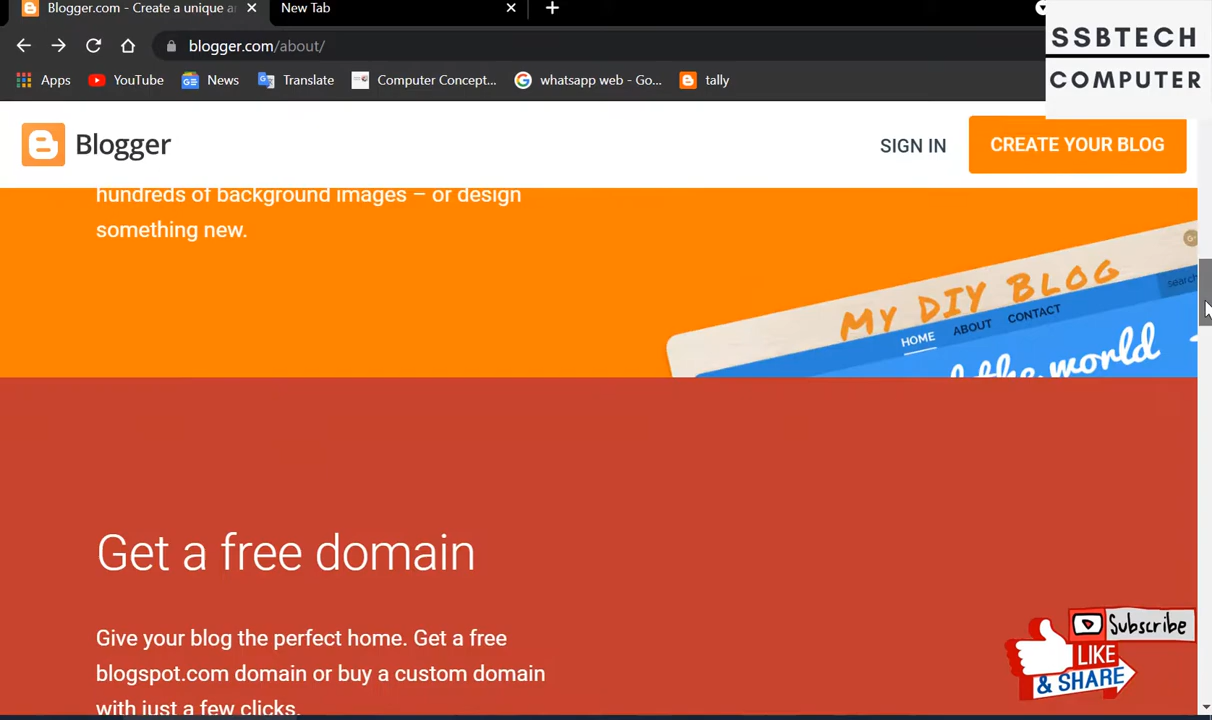 Blogger.com - Create a unique a
New Tab
SSBTECH
COMPUTER
blogger.com/about/
Apps
YouTube
News
Translate
Computer Concept...
whatsapp web - Go...
tally
Blogger
SIGN IN
CREATE YOUR BLOG
hundreds of background images – or design
something new.
MY DIY BLOG
search
HOME
ABOUT
CONTACT
the world
Get a free domain
Give your blog the perfect home. Get a free
blogspot.com domain or buy a custom domain
with just a few clicks.
Subscribe
LIKE
& SHARE